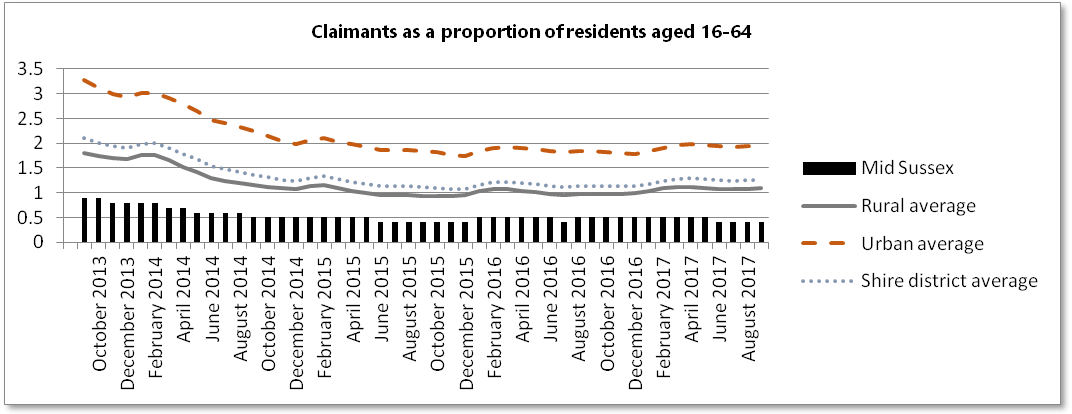 Claimants as a proportion of residents aged 16-64
3.5
3
2.5
2
1.5
1
0.5
0
October 2013
December 2013
February 2014
April 2014
June 2014
August 2014
October 2014
December 2014
February 2015
April 2015
June 2015
August 2015
October 2015
December 2015
February 2016
April 2016
June 2016
August 2016
October 2016
December 2016
February 2017
April 2017
June 2017
August 2017
Mid Sussex
Rural average
Urban average
Shire district average